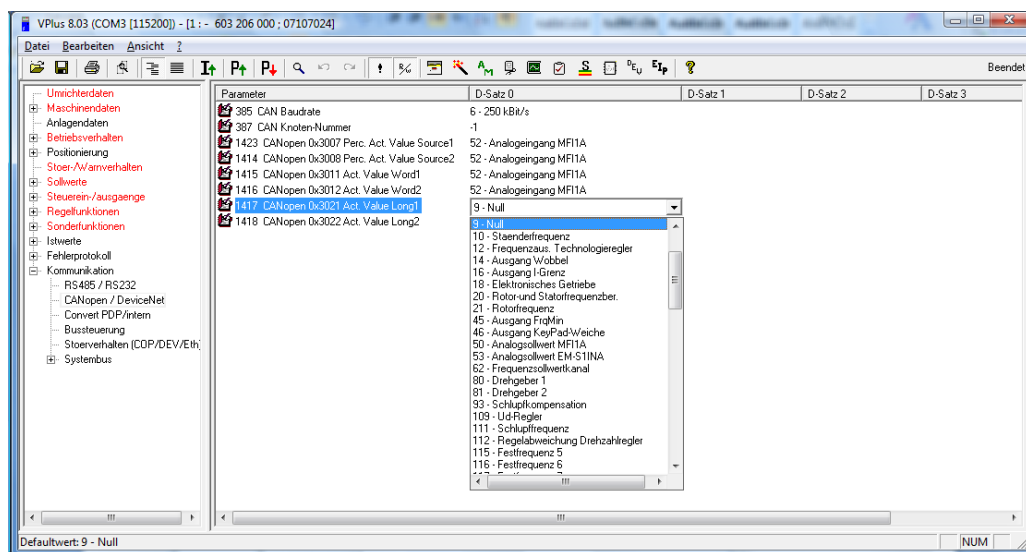 VPlus 8.03 (COM3 [115200]) - [1 : - 603 206 000 ; 07107024]
Datei Bearbeiten Ansicht ?
Beendet
Umrichterdaten
Maschinendaten
Anlagendaten
Betriebsverhalten
Positionierung
Stoer-/Warnverhalten
Sollwerte
Steuerein-/ausgaenge
Regelfunktionen
Sonderfunktionen
Istwerte
Fehlerprotokoll
Kommunikation
RS485 / RS232
CANopen / DeviceNet
Convert PDP/intern
Bussteuerung
Stoerverhalten (COP/DEV/Eth)
Systembus
Parameter D-Satz 0 D-Satz 1 D-Satz 2 D-Satz 3
385 CAN Baudrate 6 - 250 kBit/s
387 CAN Knoten-Nummer -1
1423 CANopen 0x3007 Perc. Act. Value Source1 52 - Analogeingang MFI1A
1414 CANopen 0x3008 Perc. Act. Value Source2 52 - Analogeingang MFI1A
1415 CANopen 0x3011 Act. Value Word1 52 - Analogeingang MFI1A
1416 CANopen 0x3012 Act. Value Word2 52 - Analogeingang MFI1A
1417 CANopen 0x3021 Act. Value Long1 9 - Null
1418 CANopen 0x3022 Act. Value Long2
9 - Null
10 - Staenderfrequenz
12 - Frequenzaus. Technologieregler
14 - Ausgang Wobbel
16 - Ausgang I-Grenz
18 - Elektronisches Getriebe
20 - Rotor-und Statorfrequenzber.
21 - Rotorfrequenz
45 - Ausgang FrqMin
46 - Ausgang KeyPad-Weiche
50 - Analogsollwert MFI1A
53 - Analogsollwert EM-S1INA
62 - Frequenzsollwertkanal
80 - Drehgeber 1
81 - Drehgeber 2
93 - Schlupfkompensation
109 - Ud-Regler
111 - Schlupffrequenz
112 - Regelabweichung Drehzahlregler
115 - Festfrequenz 5
116 - Festfrequenz 6
Defaultwert: 9 - Null NUM